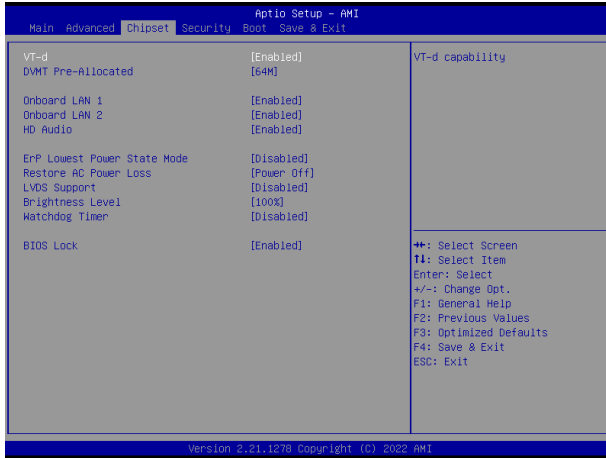 Aptio Setup – AMI
Main Advanced Chipset Security Boot Save & Exit
VT-d [Enabled]
DVMT Pre-Allocated [64M]
Onboard LAN 1 [Enabled]
Onboard LAN 2 [Enabled]
HD Audio [Enabled]
ErP Lowest Power State Mode [Disabled]
Restore AC Power Loss [Power Off]
LVDS Support [Disabled]
Brightness Level [100%]
Watchdog Timer [Disabled]
BIOS Lock [Enabled]
VT-d capability
→←: Select Screen
↑↓: Select Item
Enter: Select
+/-: Change Opt.
F1: General Help
F2: Previous Values
F3: Optimized Defaults
F4: Save & Exit
ESC: Exit
Version 2.21.1278 Copyright (C) 2022 AMI